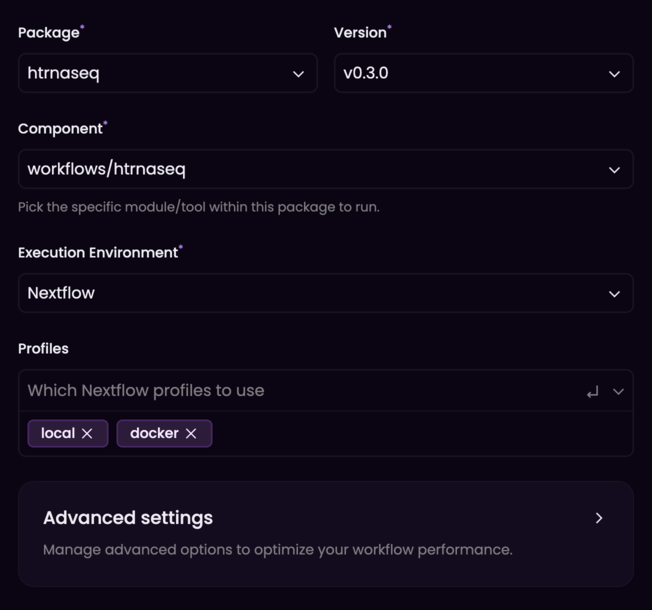 Package*
Version*
htrnaseq
v0.3.0
Component*
workflows/htrnaseq
Pick the specific module/tool within this package to run.
Execution Environment*
Nextflow
Profiles
Which Nextflow profiles to use
local
docker
Advanced settings
Manage advanced options to optimize your workflow performance.